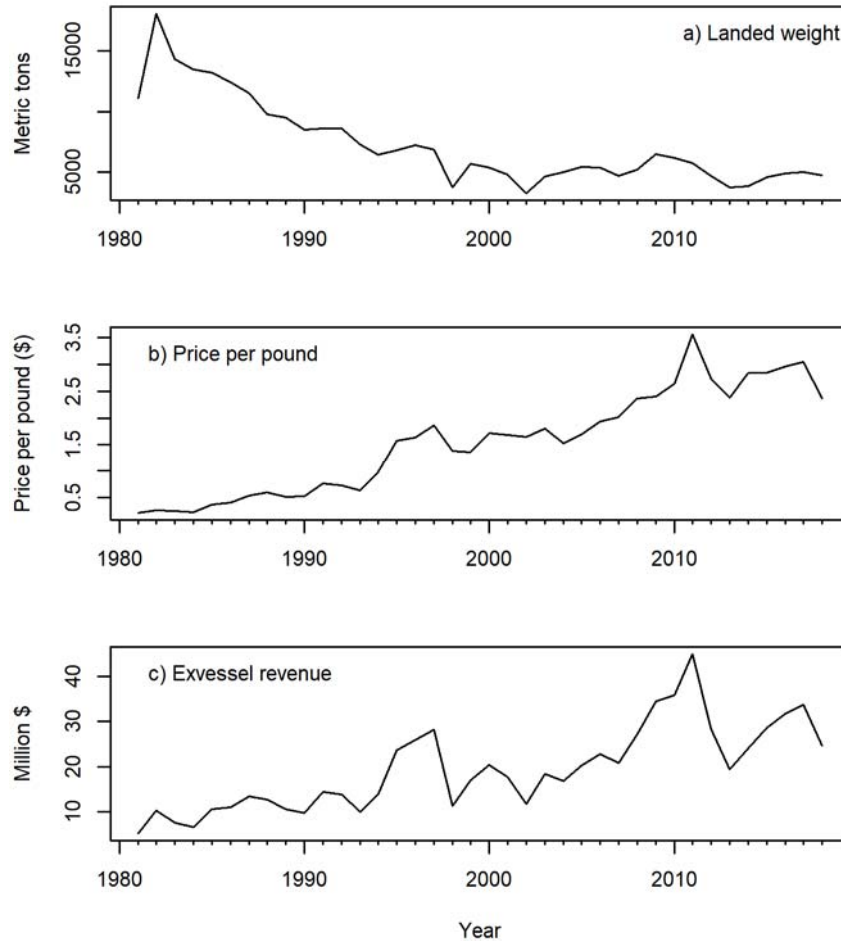 a) Landed weight
Metric tons
15000
5000
1980 1990 2000 2010
b) Price per pound
Price per pound ($)
3.5
2.5
1.5
0.5
1980 1990 2000 2010
c) Exvessel revenue
Million $
40
30
20
10
1980 1990 2000 2010
Year